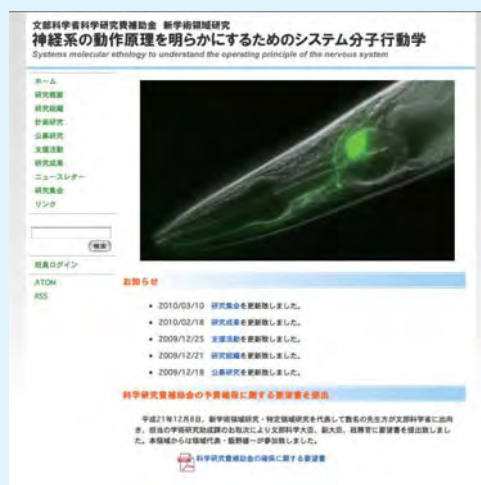 文部科学省科学研究費補助金 新学術領域研究
神経系の動作原理を明らかにするためのシステム分子行動学
Systems molecular ethology to understand the operating principle of the nervous system
ホーム
研究概要
研究組織
計画研究
公募研究
支援活動
研究成果
ニュースレター
研究集会
リンク
検索
班員ログイン
ATOM
RSS
お知らせ
2010/03/10 研究集会を更新致しました。
2010/02/18 研究成果を更新致しました。
2009/12/25 支援活動を更新致しました。
2009/12/21 研究組織を更新致しました。
2009/12/18 公募研究を更新致しました。
科学研究費補助金の予算確保に関する要望書を提出
平成21年12月8日、新学術領域研究・特定領域研究を代表して数名の先生方が文部科学省に出向
き、担当の学術研究助成課のお取次により文部科学大臣、副大臣、政務官に要望書を提出致しまし
た。本領域からは領域代表・飯野雄一が参加致しました。
科学研究費補助金の確保に関する要望書